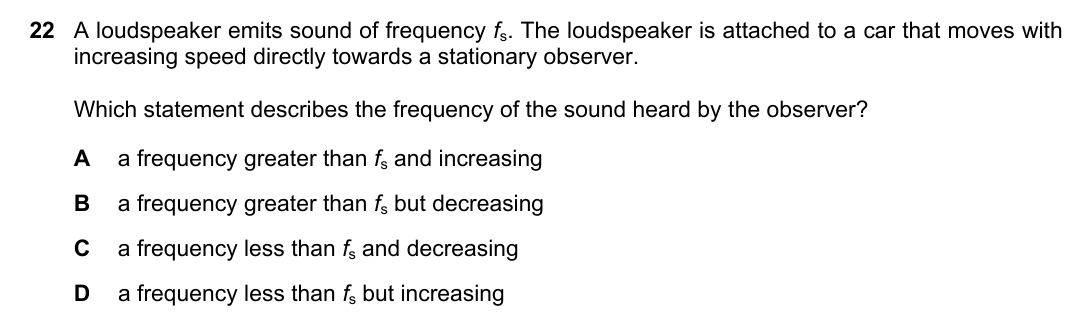 22 A loudspeaker emits sound of frequency fs. The loudspeaker is attached to a car that moves with
increasing speed directly towards a stationary observer.
Which statement describes the frequency of the sound heard by the observer?
A a frequency greater than fs and increasing
B a frequency greater than fs but decreasing
C a frequency less than fs and decreasing
D a frequency less than fs but increasing